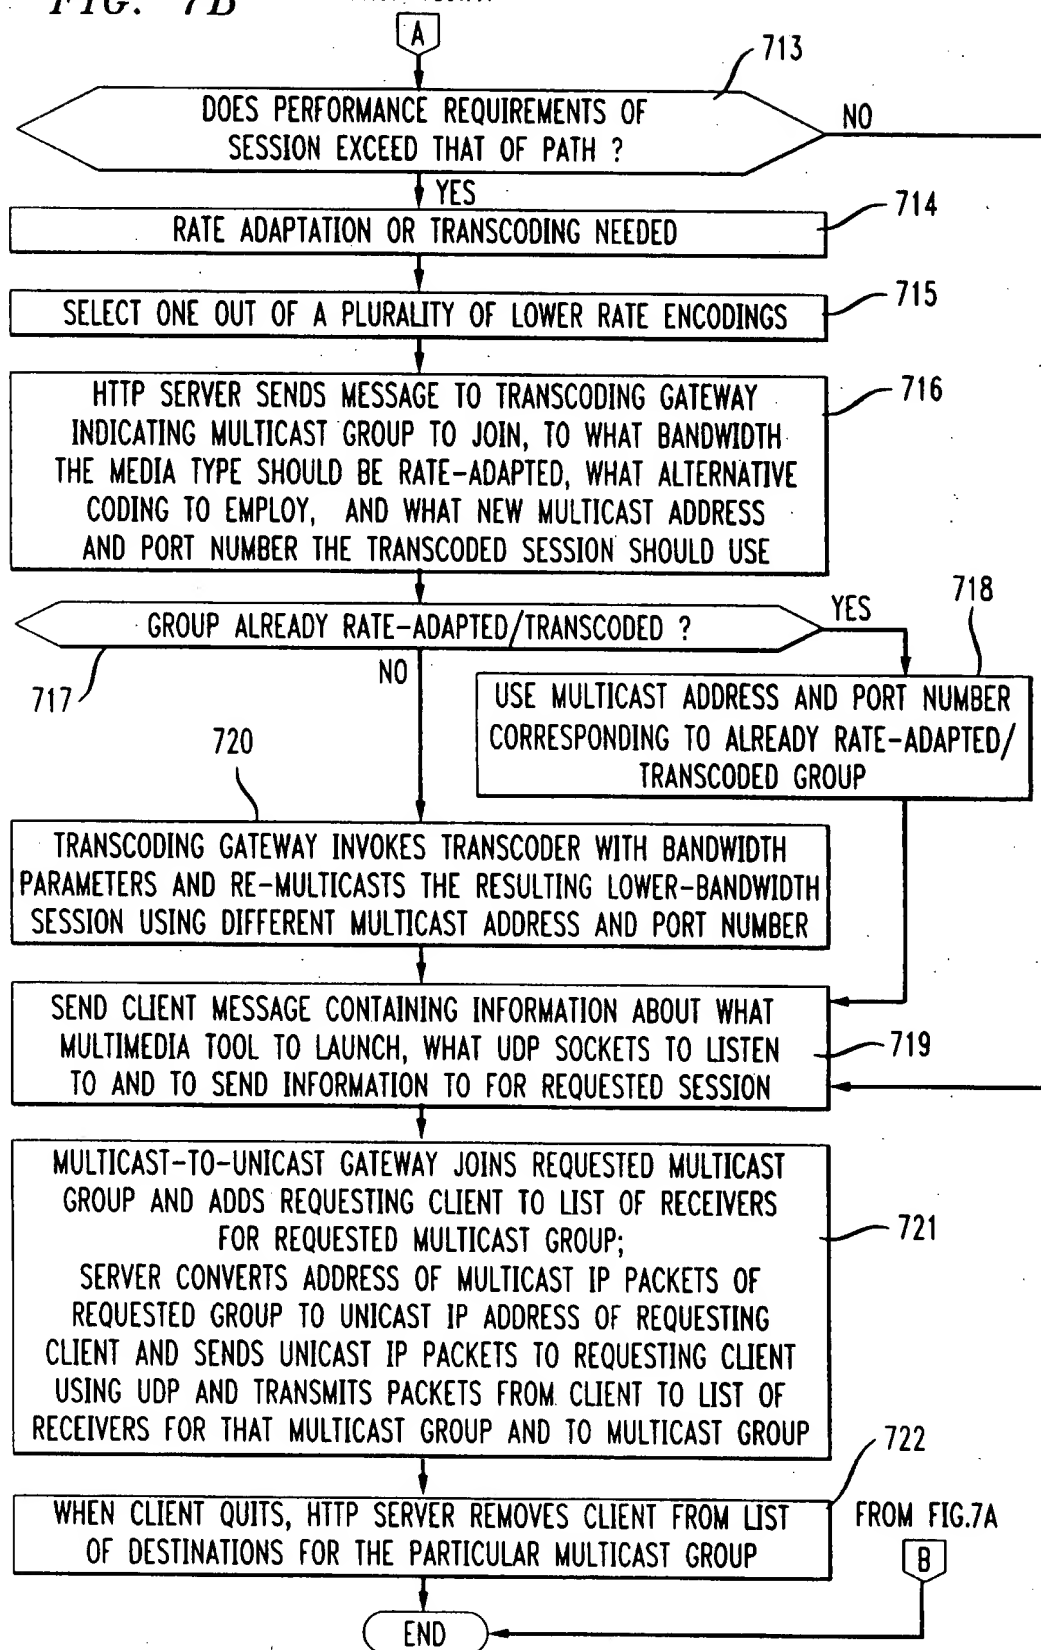 FIG. 7B
A
713
DOES PERFORMANCE REQUIREMENTS OF
SESSION EXCEED THAT OF PATH ?
NO
YES
714
RATE ADAPTATION OR TRANSCODING NEEDED
715
SELECT ONE OUT OF A PLURALITY OF LOWER RATE ENCODINGS
716
HTTP SERVER SENDS MESSAGE TO TRANSCODING GATEWAY
INDICATING MULTICAST GROUP TO JOIN, TO WHAT BANDWIDTH
THE MEDIA TYPE SHOULD BE RATE-ADAPTED, WHAT ALTERNATIVE
CODING TO EMPLOY, AND WHAT NEW MULTICAST ADDRESS
AND PORT NUMBER THE TRANSCODED SESSION SHOULD USE
GROUP ALREADY RATE-ADAPTED/TRANSCODED ?
YES
718
717
NO
USE MULTICAST ADDRESS AND PORT NUMBER
CORRESPONDING TO ALREADY RATE-ADAPTED/
TRANSCODED GROUP
720
TRANSCODING GATEWAY INVOKES TRANSCODER WITH BANDWIDTH
PARAMETERS AND RE-MULTICASTS THE RESULTING LOWER-BANDWIDTH
SESSION USING DIFFERENT MULTICAST ADDRESS AND PORT NUMBER
SEND CLIENT MESSAGE CONTAINING INFORMATION ABOUT WHAT
MULTIMEDIA TOOL TO LAUNCH, WHAT UDP SOCKETS TO LISTEN
TO AND TO SEND INFORMATION TO FOR REQUESTED SESSION
719
MULTICAST-TO-UNICAST GATEWAY JOINS REQUESTED MULTICAST
GROUP AND ADDS REQUESTING CLIENT TO LIST OF RECEIVERS
FOR REQUESTED MULTICAST GROUP;
SERVER CONVERTS ADDRESS OF MULTICAST IP PACKETS OF
REQUESTED GROUP TO UNICAST IP ADDRESS OF REQUESTING
CLIENT AND SENDS UNICAST IP PACKETS TO REQUESTING CLIENT
USING UDP AND TRANSMITS PACKETS FROM CLIENT TO LIST OF
RECEIVERS FOR THAT MULTICAST GROUP AND TO MULTICAST GROUP
721
722
WHEN CLIENT QUITS, HTTP SERVER REMOVES CLIENT FROM LIST
OF DESTINATIONS FOR THE PARTICULAR MULTICAST GROUP
FROM FIG.7A
B
END